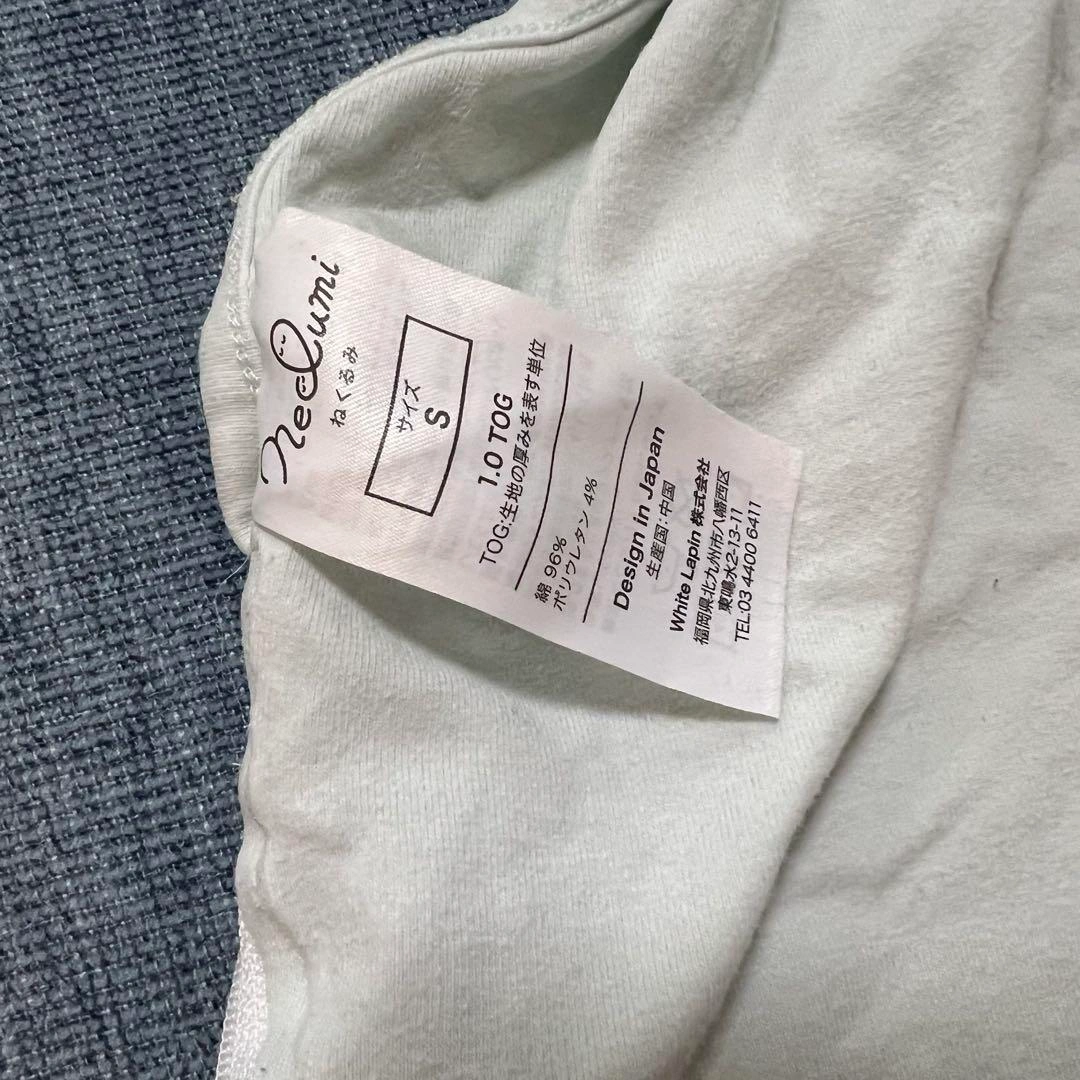 neclumi
ねくるみ
サイズ
S
1.0 TOG
TOG:生地の厚みを表す単位
綿 96%
ポリウレタン 4%
Design in Japan
生産国:中国
White Lapin 株式会社
福岡県北九州市八幡西区
東鳴水2-13-11
TEL:03 4400 6411